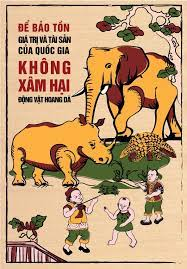 ĐỂ BẢO TỒN
GIÁ TRỊ VÀ TÀI SẢN
CỦA QUỐC GIA
KHÔNG
XÂM HẠI
ĐỘNG VẬT HOANG DÃ